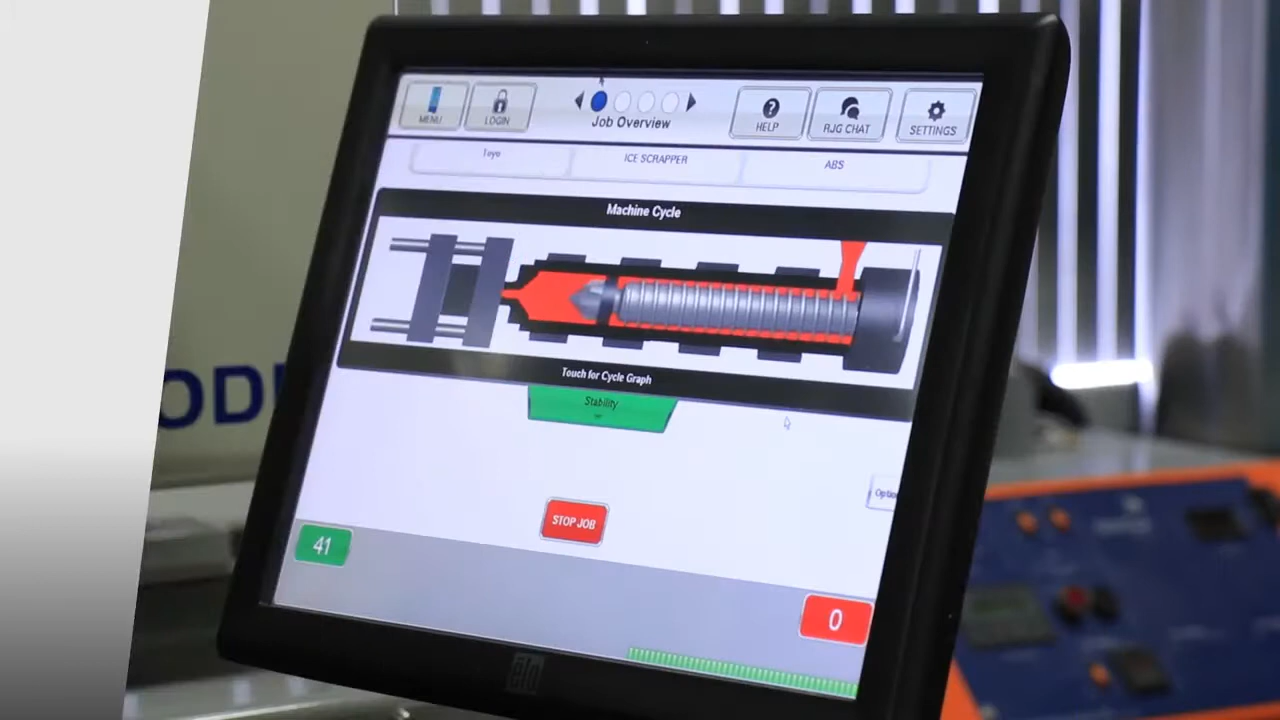 MENU
LOGIN
Job Overview
HELP
RJG CHAT
SETTINGS
Toyo
ICE SCRAPPER
ABS
Machine Cycle
Touch for Cycle Graph
Stability
STOP JOB
41
0
elo